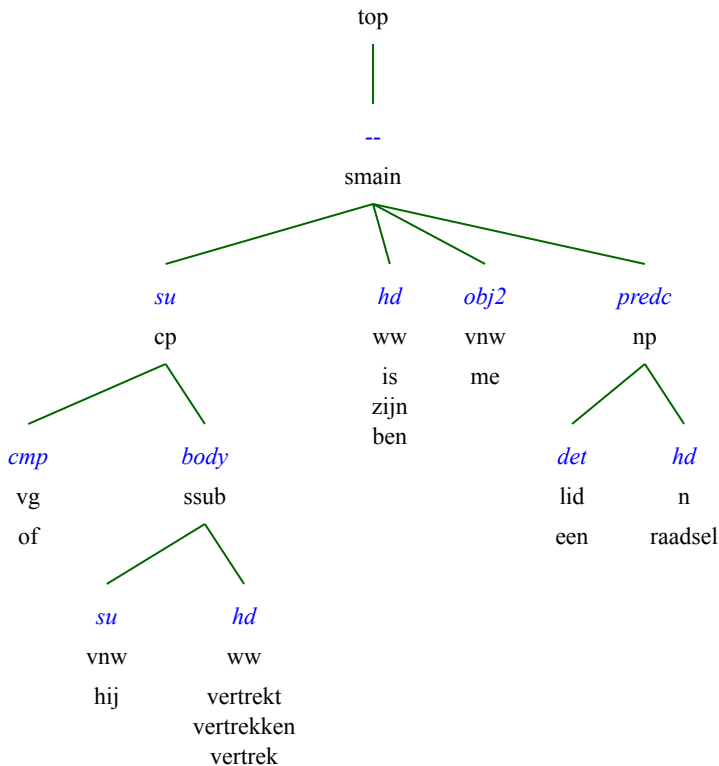 top
--
smain
su hd obj2 predc
cp ww vnw np
is me
zijn
ben
cmp body det hd
vg ssub lid n
of een raadsel
su hd
vnw ww
hij vertrekt
vertrekken
vertrek